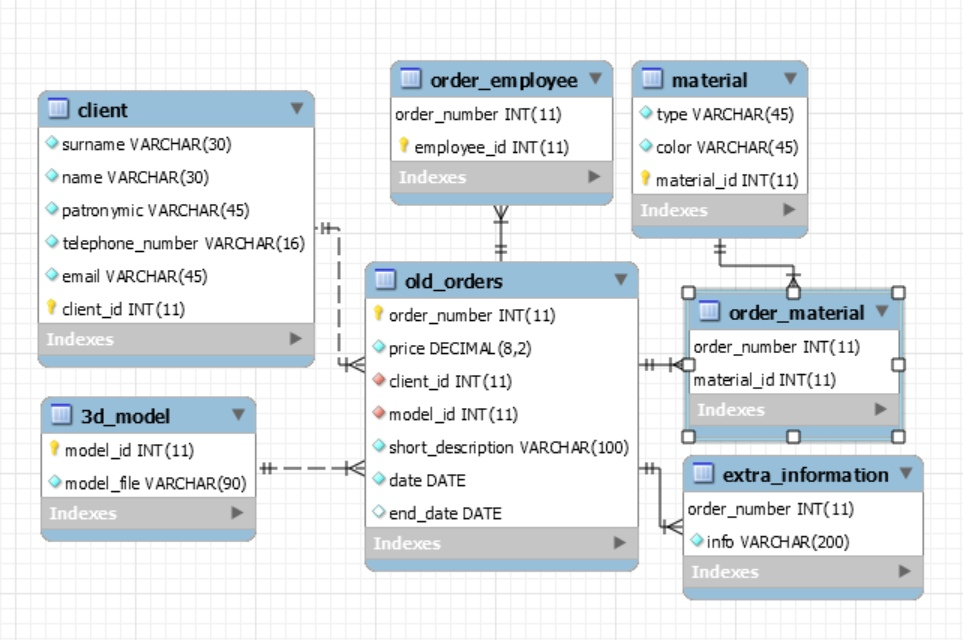 client
surname VARCHAR(30)
name VARCHAR(30)
patronymic VARCHAR(45)
telephone_number VARCHAR(16)
email VARCHAR(45)
client_id INT(11)
Indexes
3d_model
model_id INT(11)
model_file VARCHAR(90)
Indexes
order_employee
order_number INT(11)
employee_id INT(11)
Indexes
old_orders
order_number INT(11)
price DECIMAL(8,2)
client_id INT(11)
model_id INT(11)
short_description VARCHAR(100)
date DATE
end_date DATE
Indexes
material
type VARCHAR(45)
color VARCHAR(45)
material_id INT(11)
Indexes
order_material
order_number INT(11)
material_id INT(11)
Indexes
extra_information
order_number INT(11)
info VARCHAR(200)
Indexes